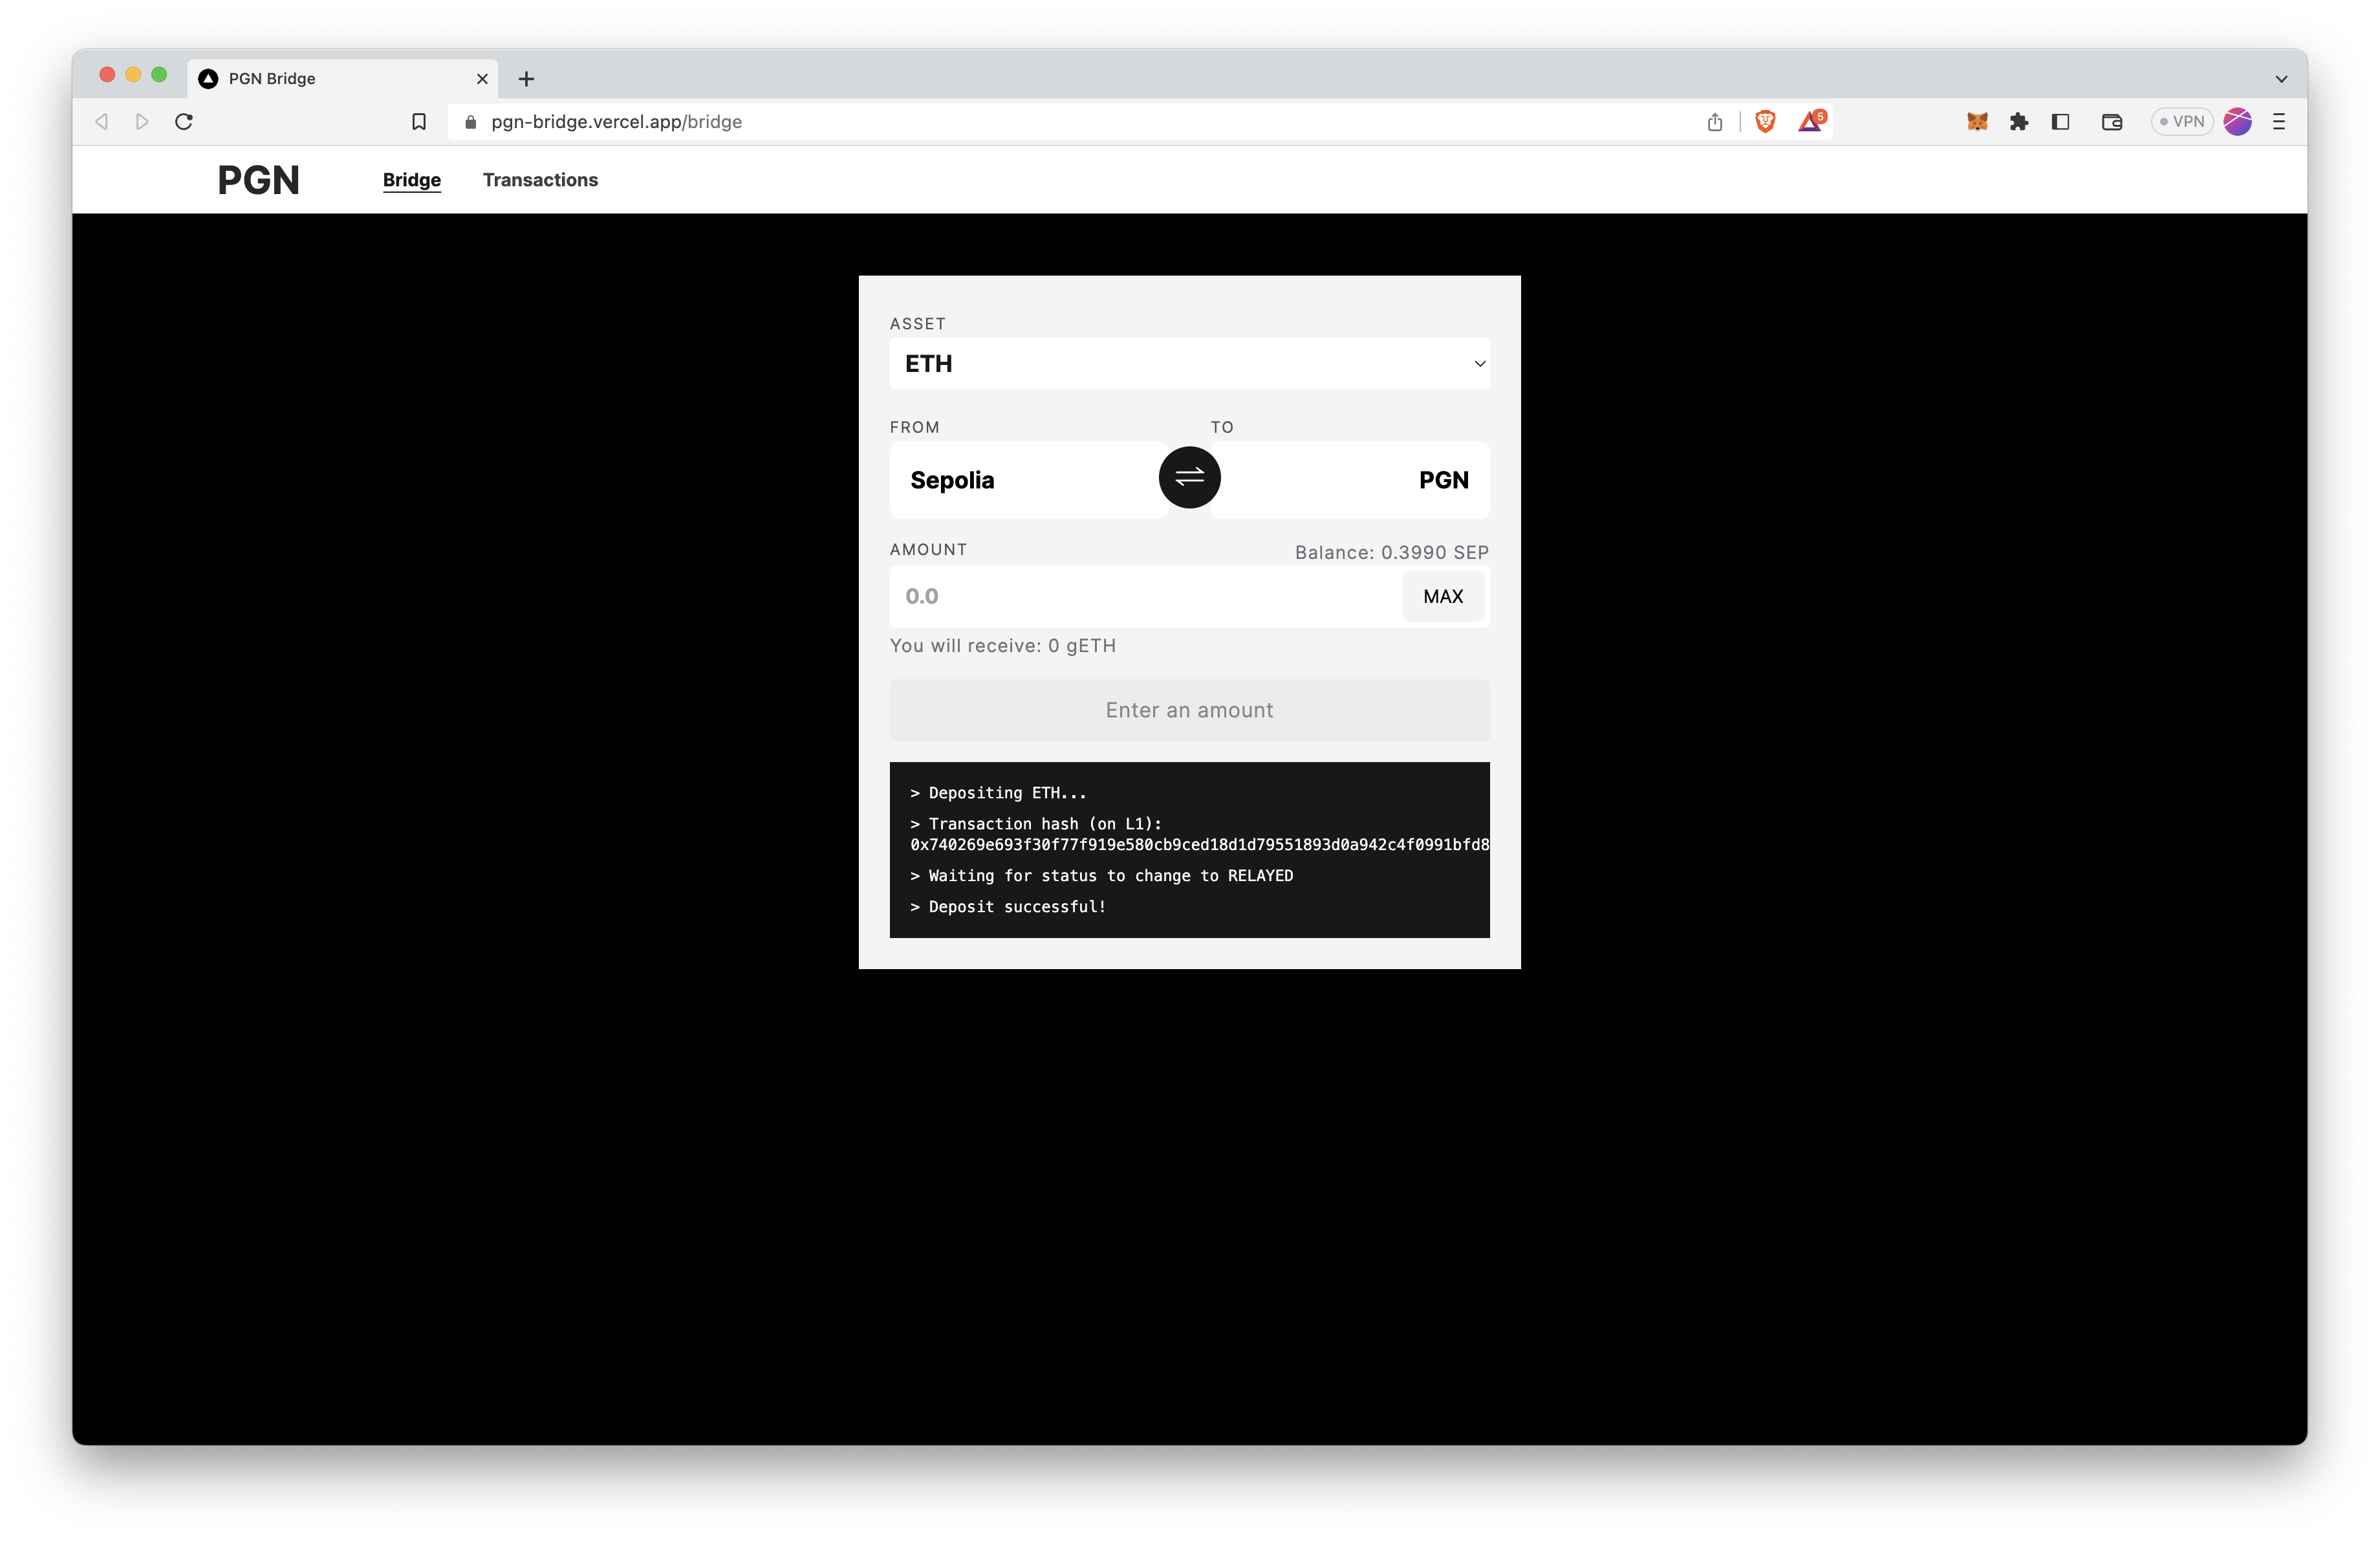 PGN Bridge
pgn-bridge.vercel.app/bridge
5
VPN
PGN
Bridge
Transactions
ASSET
ETH
FROM
TO
Sepolia
PGN
AMOUNT
Balance: 0.3990 SEP
0.0
MAX
You will receive: 0 gETH
Enter an amount
> Depositing ETH...
> Transaction hash (on L1):
0x740269e693f30f77f919e580cb9ced18d1d79551893d0a942c4f0991bfd8
> Waiting for status to change to RELAYED
> Deposit successful!